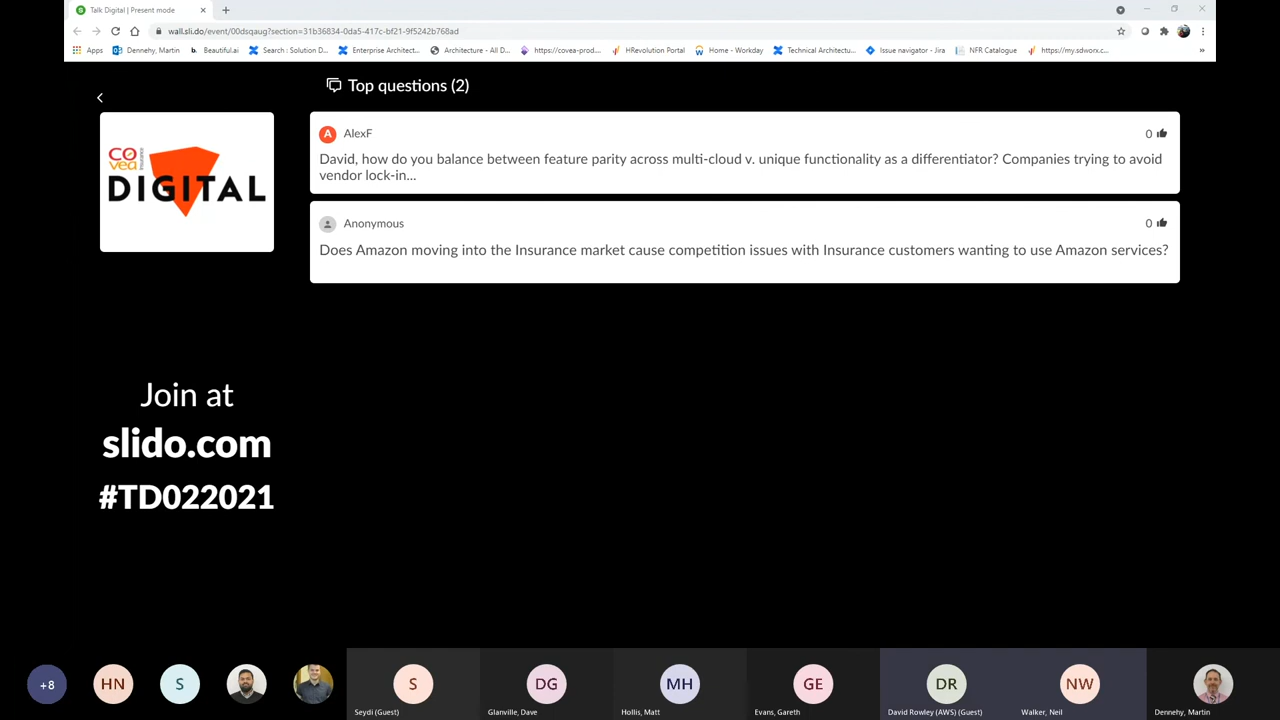 Talk Digital | Present mode
wall.sli.do/event/00dsqaug?section=31b36834-0da5-417c-bf21-9f5242b768ad
Apps
Dennehy, Martin
b. Beautiful.ai
Search : Solution D...
Enterprise Architect...
Architecture - All D...
https://covea-prod....
HRevolution Portal
Home - Workday
Technical Architectu...
Issue navigator - Jira
NFR Catalogue
https://my.sdworx.c...
»
Top questions (2)
COvea
INSURANCE
DIGITAL
A AlexF 0
David, how do you balance between feature parity across multi-cloud v. unique functionality as a differentiator? Companies trying to avoid
vendor lock-in...
Anonymous 0
Does Amazon moving into the Insurance market cause competition issues with Insurance customers wanting to use Amazon services?
Join at
slido.com
#TD022021
+8
HN
S
S
DG
MH
GE
DR
NW
Seydi (Guest)
Glanville, Dave
Hollis, Matt
Evans, Gareth
David Rowley (AWS) (Guest)
Walker, Neil
Dennehy, Martin